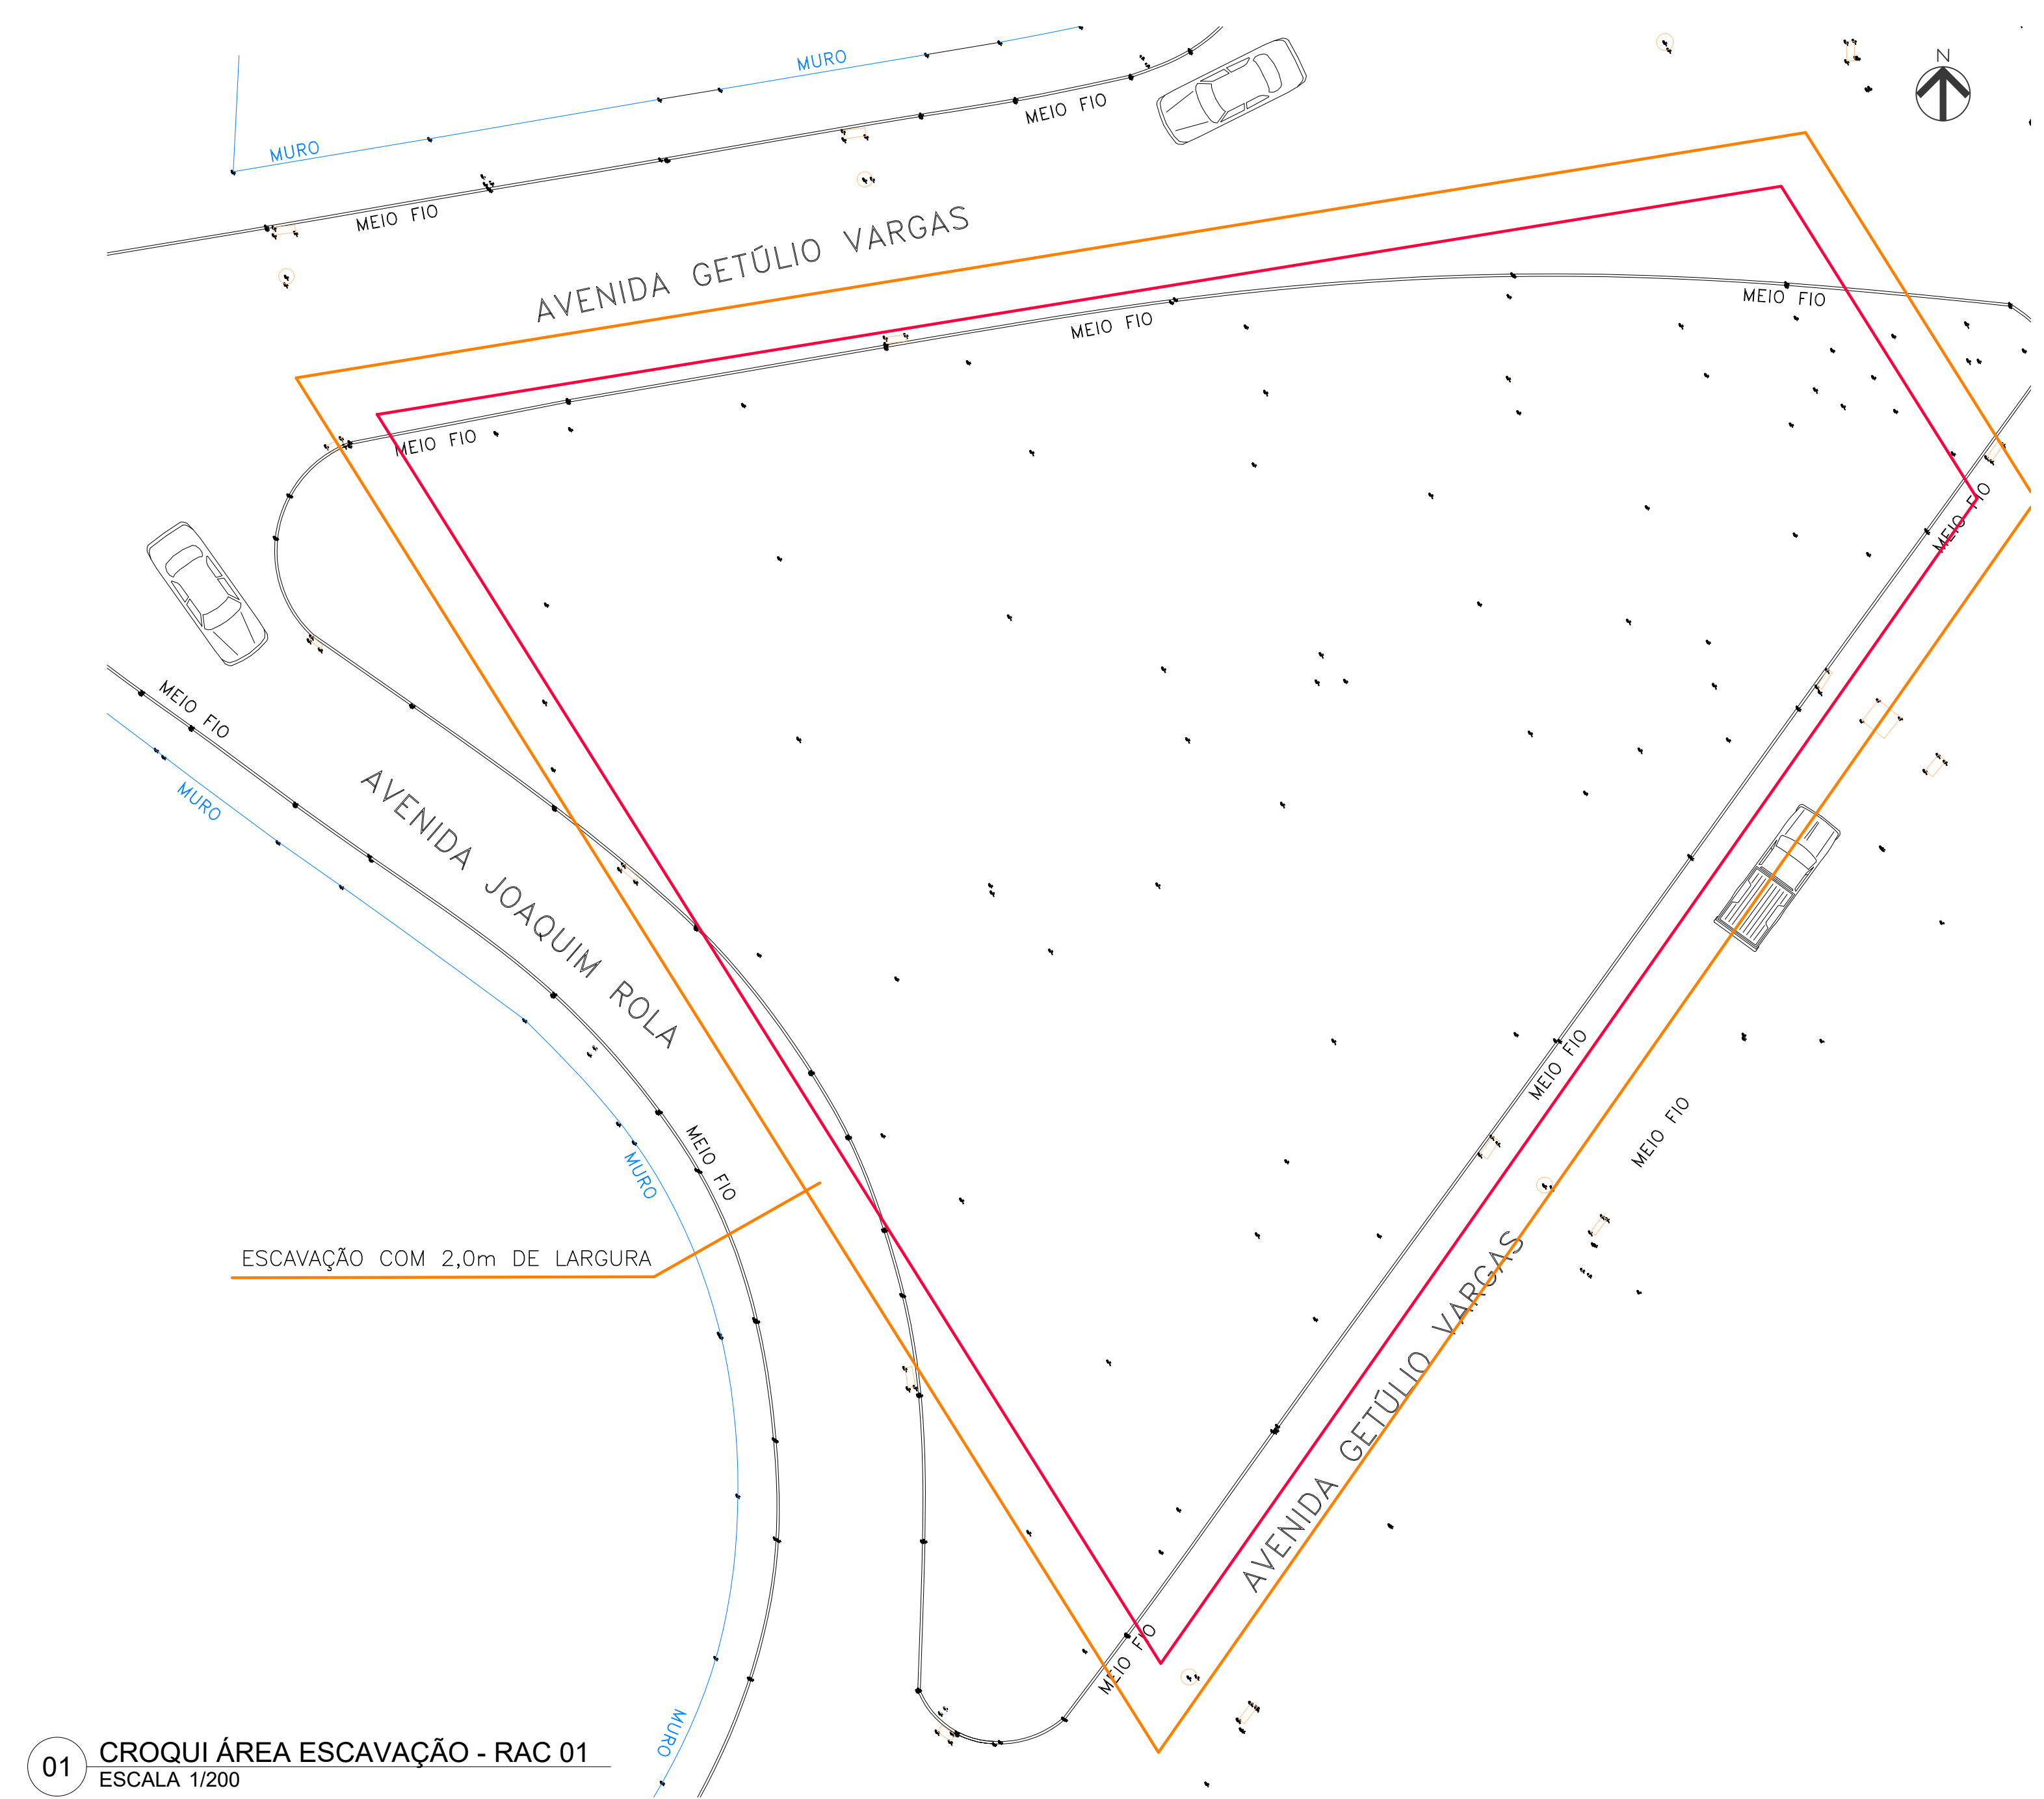 MURO
N
MEIO FIO
MURO
MEIO FIO
AVENIDA GETÚLIO VARGAS
MEIO FIO
MEIO FIO
MEIO FIO
MEIO FIO
MEIO FIO
MURO
AVENIDA JOAQUIM ROLA
MEIO FIO
MEIO FIO
MEIO FIO
MURO
ESCAVAÇÃO COM 2,0m DE LARGURA
AVENIDA GETÚLIO VARGAS
MEIO FIO
MURO
01
CROQUI ÁREA ESCAVAÇÃO - RAC 01
ESCALA 1/200